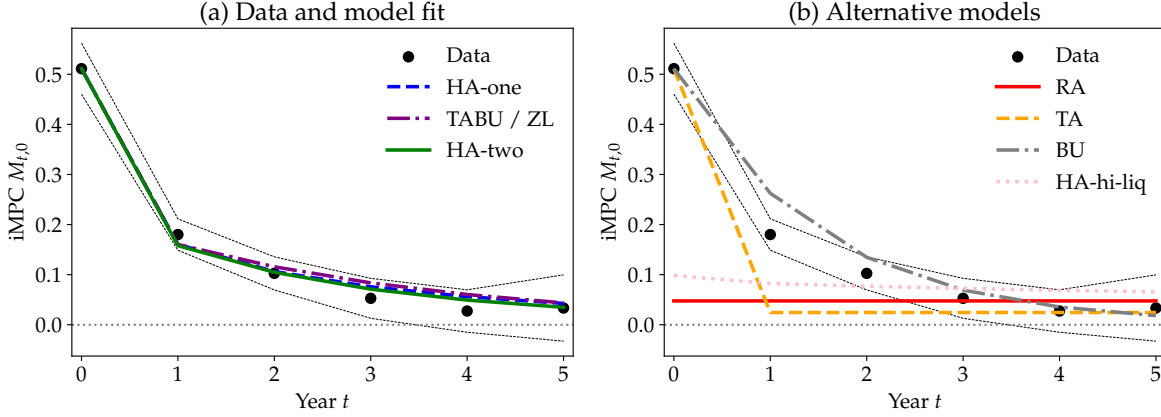 (a) Data and model fit
iMPC M_{t,0}
0.5
0.4
0.3
0.2
0.1
0.0
0 1 2 3 4 5
Year t
Data
HA-one
TABU / ZL
HA-two
(b) Alternative models
iMPC M_{t,0}
0.5
0.4
0.3
0.2
0.1
0.0
0 1 2 3 4 5
Year t
Data
RA
TA
BU
HA-hi-liq